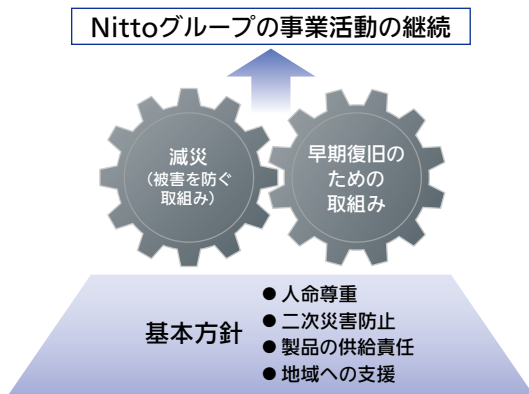 Nittoグループの事業活動の継続
減災
(被害を防ぐ
取組み)
早期復旧の
ための
取組み
基本方針
● 人命尊重
● 二次災害防止
● 製品の供給責任
● 地域への支援